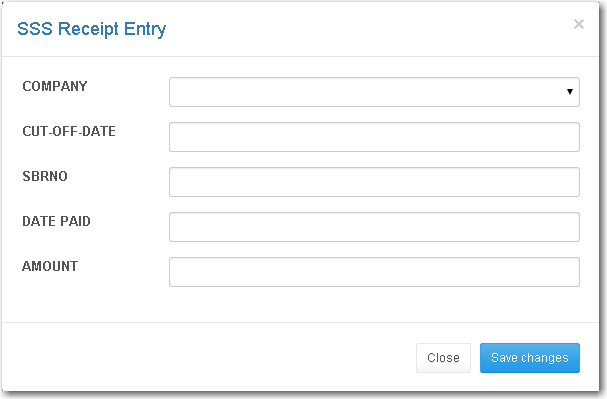 SSS Receipt Entry ×
COMPANY
CUT-OFF-DATE
SBRNO
DATE PAID
AMOUNT
Close Save changes